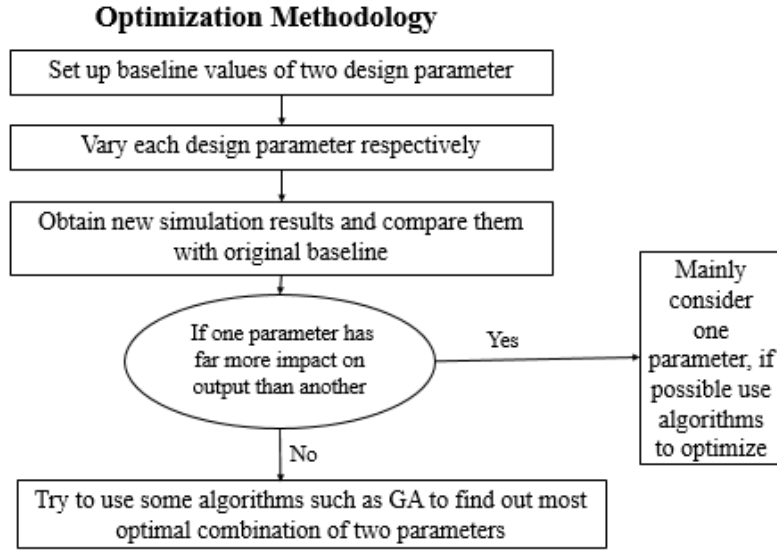 Optimization Methodology
Set up baseline values of two design parameter
Vary each design parameter respectively
Obtain new simulation results and compare them
with original baseline
If one parameter has
far more impact on
output than another
Yes
Mainly
consider
one
parameter, if
possible use
algorithms
to optimize
No
Try to use some algorithms such as GA to find out most
optimal combination of two parameters